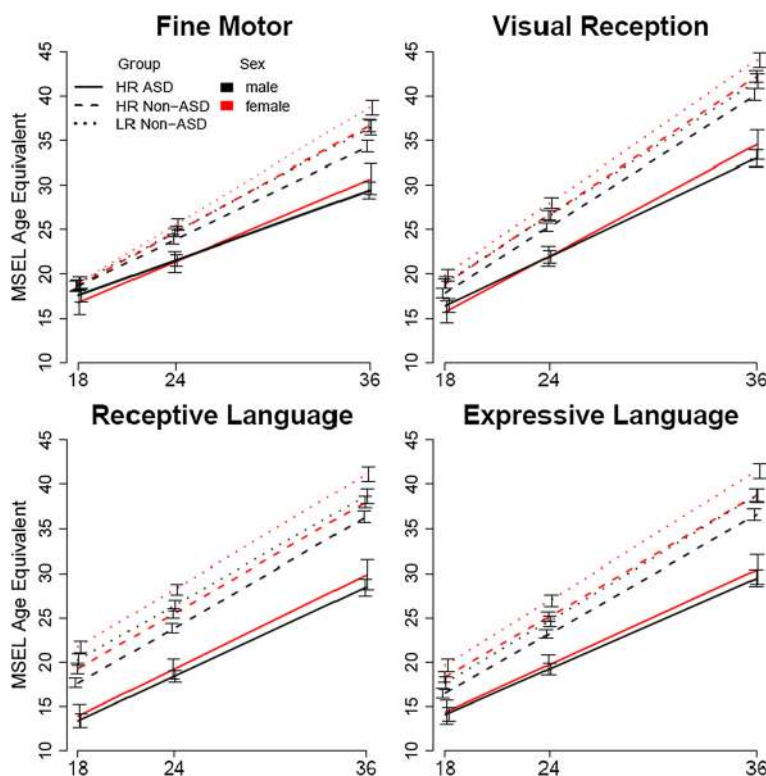 Fine Motor
Visual Reception
Group
Sex
HR ASD
male
HR Non-ASD
female
LR Non-ASD
MSEL Age Equivalent
10 15 20 25 30 35 40 45
18 24 36
10 15 20 25 30 35 40 45
18 24 36
Receptive Language
Expressive Language
MSEL Age Equivalent
10 15 20 25 30 35 40 45
18 24 36
10 15 20 25 30 35 40 45
18 24 36